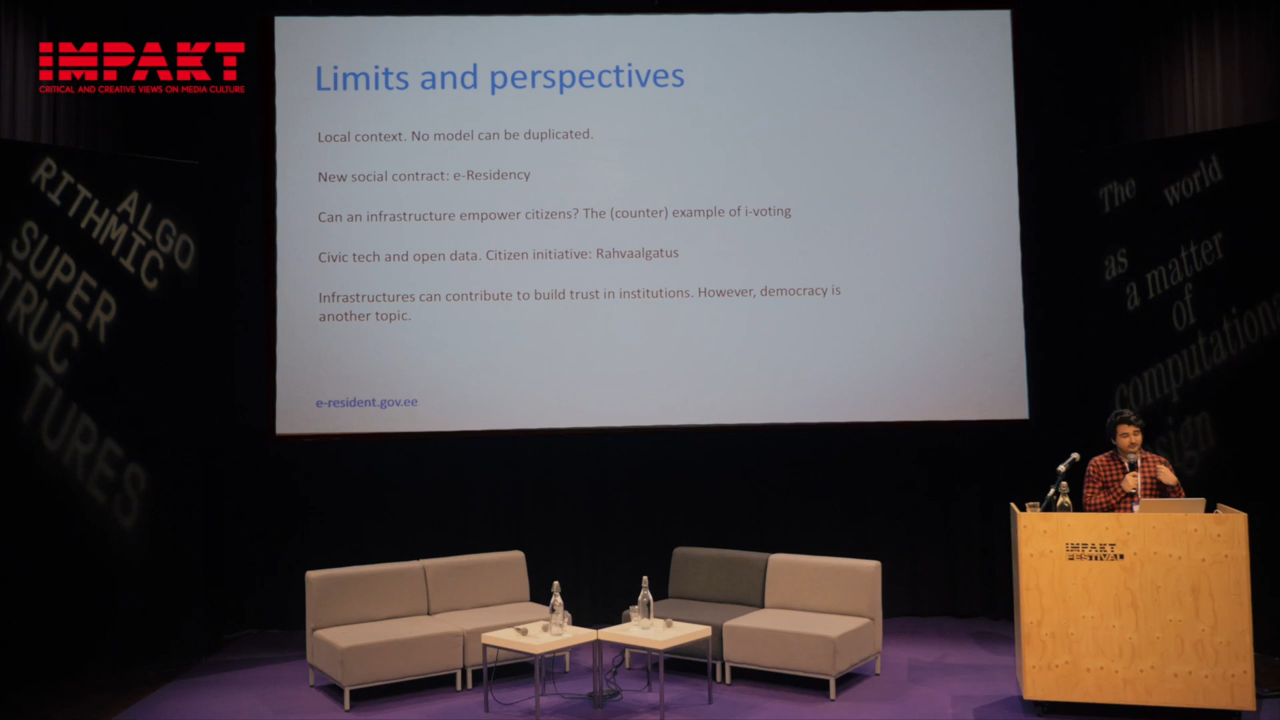 IMPAKT
CRITICAL AND CREATIVE VIEWS ON MEDIA CULTURE
Limits and perspectives
Local context. No model can be duplicated.
New social contract: e-Residency
Can an infrastructure empower citizens? The (counter) example of i-voting
Civic tech and open data. Citizen initiative: Rahvaalgatus
Infrastructures can contribute to build trust in institutions. However, democracy is
another topic.
e-resident.gov.ee
ALGO
RITHMIC
SUPER
STRUC
TURES
The world
as
a matter
of
computational
IMPAKT
FESTIVAL